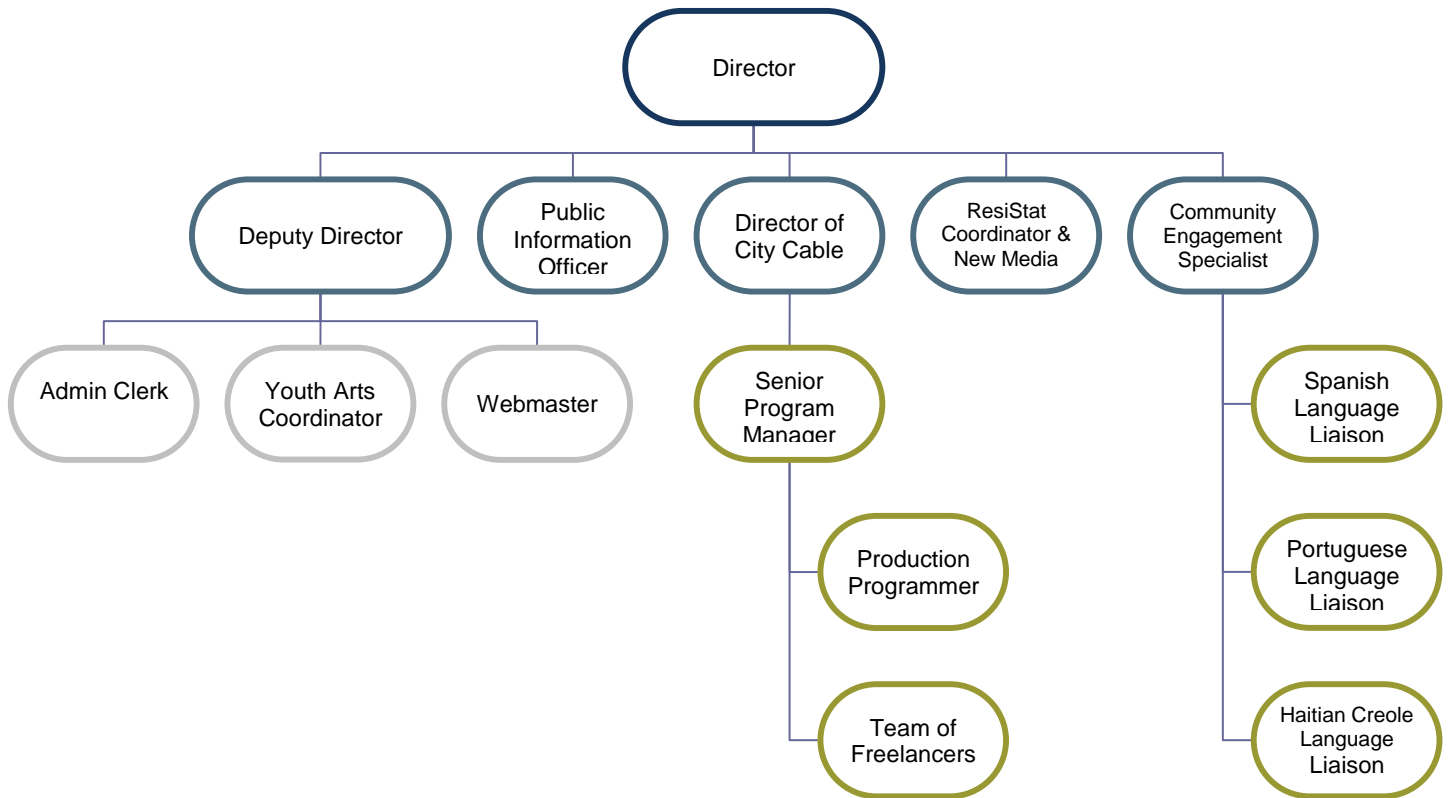 Director
Deputy Director
Public
Information
Officer
Director of
City Cable
ResiStat
Coordinator &
New Media
Community
Engagement
Specialist
Admin Clerk
Youth Arts
Coordinator
Webmaster
Senior
Program
Manager
Spanish
Language
Liaison
Production
Programmer
Portuguese
Language
Liaison
Team of
Freelancers
Haitian Creole
Language
Liaison